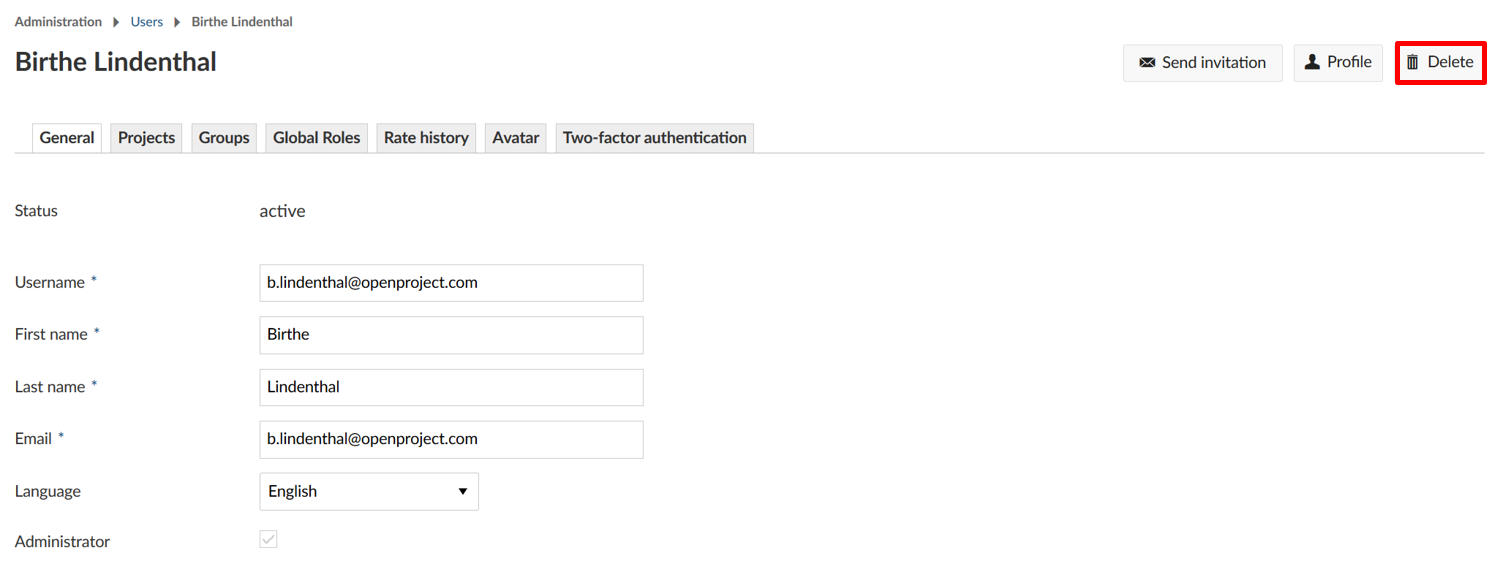 Administration Users Birthe Lindenthal
Birthe Lindenthal
Send invitation Profile Delete
General Projects Groups Global Roles Rate history Avatar Two-factor authentication
Status active
Username * b.lindenthal@openproject.com
First name * Birthe
Last name * Lindenthal
Email * b.lindenthal@openproject.com
Language English
Administrator